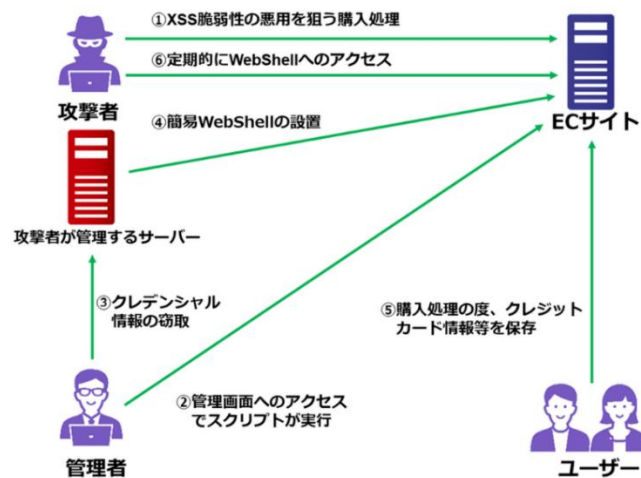 ①XSS脆弱性の悪用を狙う購入処理
⑥定期的にWebShellへのアクセス
攻撃者
④簡易WebShellの設置
ECサイト
攻撃者が管理するサーバー
③クレデンシャル
情報の窃取
⑤購入処理の度、クレジット
カード情報等を保存
②管理画面へのアクセス
でスクリプトが実行
管理者
ユーザー